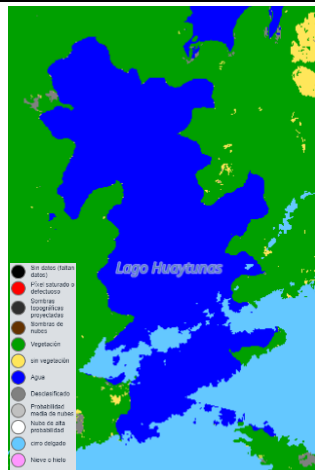 Lago Huaytunas
Sin datos (faltan
datos)
Píxel saturado o
defectuoso
Sombras
topográficas
proyectadas
Sombras de
nubes
Vegetación
sin vegetación
Agua
Desclasificado
Probabilidad
media de nubes
Nube de alta
probabilidad
cirro delgado
Nieve o hielo